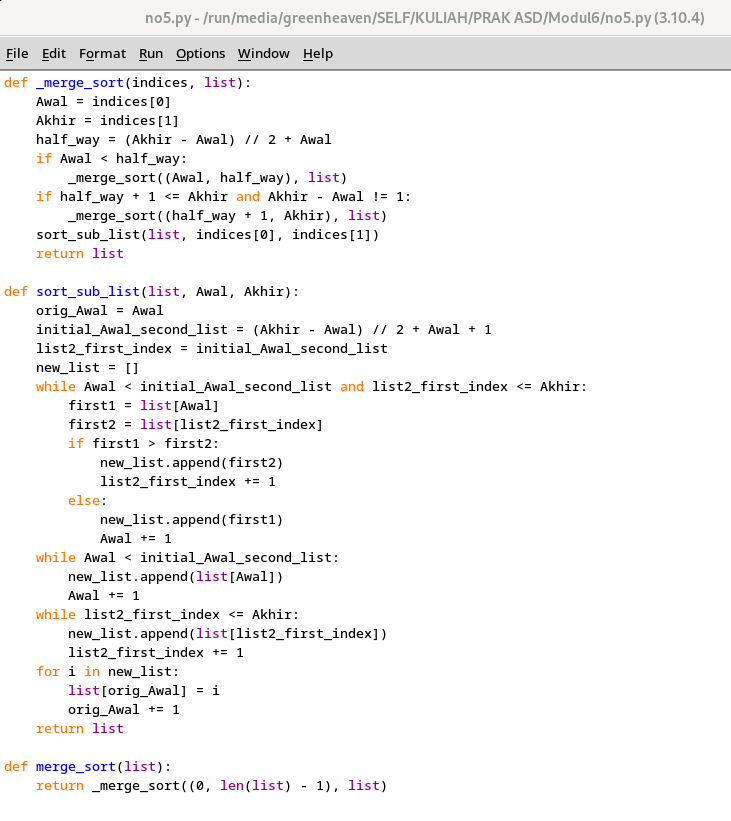 no5.py - /run/media/greenheaven/SELF/KULIAH/PRAK ASD/Modul6/no5.py (3.10.4)
File Edit Format Run Options Window Help
def _merge_sort(indices, list):
    Awal = indices[0]
    Akhir = indices[1]
    half_way = (Akhir - Awal) // 2 + Awal
    if Awal < half_way:
        _merge_sort((Awal, half_way), list)
    if half_way + 1 <= Akhir and Akhir - Awal != 1:
        _merge_sort((half_way + 1, Akhir), list)
    sort_sub_list(list, indices[0], indices[1])
    return list

def sort_sub_list(list, Awal, Akhir):
    orig_Awal = Awal
    initial_Awal_second_list = (Akhir - Awal) // 2 + Awal + 1
    list2_first_index = initial_Awal_second_list
    new_list = []
    while Awal < initial_Awal_second_list and list2_first_index <= Akhir:
        first1 = list[Awal]
        first2 = list[list2_first_index]
        if first1 > first2:
            new_list.append(first2)
            list2_first_index += 1
        else:
            new_list.append(first1)
            Awal += 1
    while Awal < initial_Awal_second_list:
        new_list.append(list[Awal])
        Awal += 1
    while list2_first_index <= Akhir:
        new_list.append(list[list2_first_index])
        list2_first_index += 1
    for i in new_list:
        list[orig_Awal] = i
        orig_Awal += 1
    return list

def merge_sort(list):
    return _merge_sort((0, len(list) - 1), list)